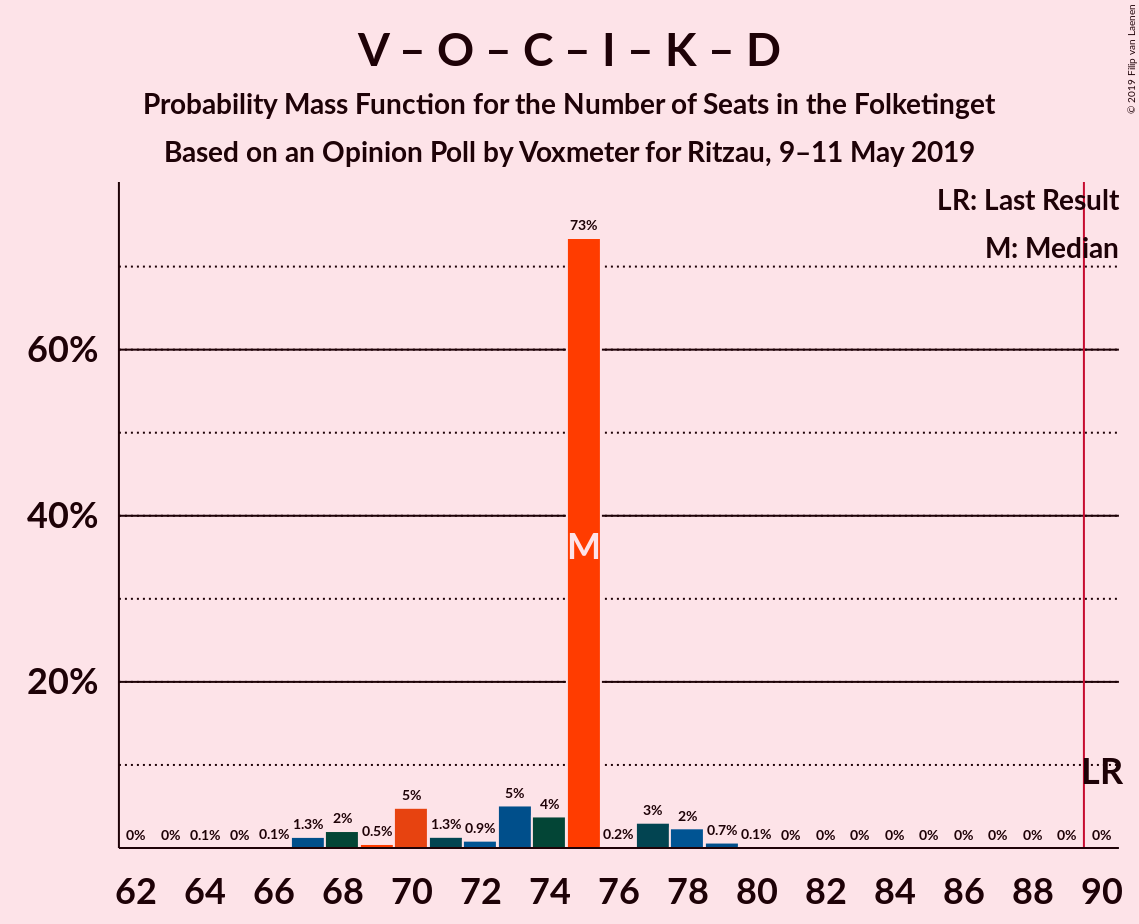 V – O – C – I – K – D
Probability Mass Function for the Number of Seats in the Folketinget
Based on an Opinion Poll by Voxmeter for Ritzau, 9–11 May 2019
© 2019 Filip van Laenen
LR: Last Result
M: Median
73%
60%
40%
M
20%
LR
0% 0% 0.1% 0% 0.1% 1.3% 2% 0.5% 5% 1.3% 0.9% 5% 4% 0.2% 3% 2% 0.7% 0.1% 0% 0% 0% 0% 0% 0% 0% 0% 0% 0%
62 64 66 68 70 72 74 76 78 80 82 84 86 88 90